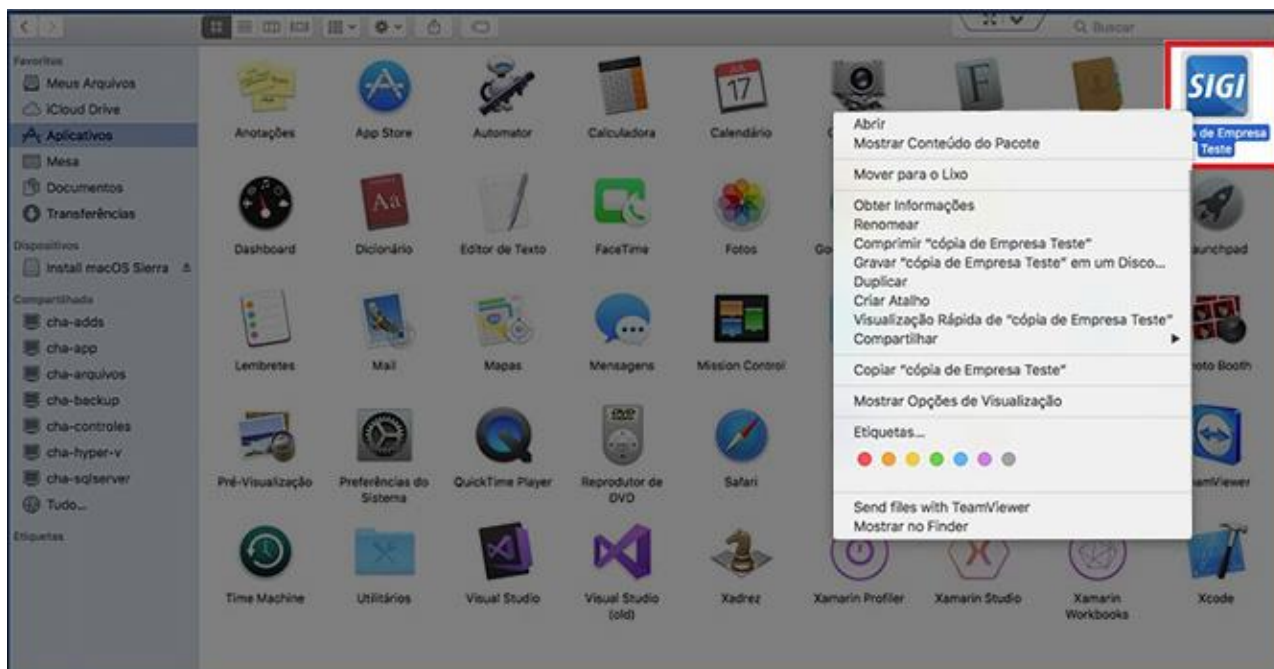 Buscar
Favoritos
Meus Arquivos
iCloud Drive
Aplicativos
Mesa
Documentos
Transferências
Dispositivos
Install macOS Sierra
Compartilhado
cha-adds
cha-app
cha-arquivos
cha-backup
cha-controles
cha-hyper-v
cha-sqlserver
Tudo...
Etiquetas
JUL
17
Anotações
App Store
Automator
Calculadora
Calendário
SIGI
de Empresa
Teste
Aa
Dashboard
Dicionário
Editor de Texto
FaceTime
Fotos
Go
aunchpad
Lembretes
Mail
Mapas
Mensagens
Mission Control
oto Booth
DVD
Pré-Visualização
Preferências do
Sistema
QuickTime Player
Reprodutor de
DVD
Safari
amViewer
Time Machine
Utilitários
Visual Studio
Visual Studio
(old)
Xadrez
Xamarin Profiler
Xamarin Studio
Xamarin
Workbooks
Xcode
Abrir
Mostrar Conteúdo do Pacote
Mover para o Lixo
Obter Informações
Renomear
Comprimir "cópia de Empresa Teste"
Gravar "cópia de Empresa Teste" em um Disco...
Duplicar
Criar Atalho
Visualização Rápida de "cópia de Empresa Teste"
Compartilhar
Copiar "cópia de Empresa Teste"
Mostrar Opções de Visualização
Etiquetas...
Send files with TeamViewer
Mostrar no Finder